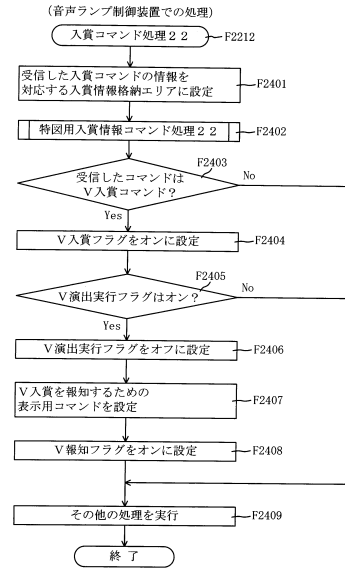 (音声ランプ制御装置での処理)
入賞コマンド処理２２
F2212
受信した入賞コマンドの情報を
対応する入賞情報格納エリアに設定
F2401
特図用入賞情報コマンド処理２２
F2402
F2403
受信したコマンドは
Ｖ入賞コマンド？
No
Yes
Ｖ入賞フラグをオンに設定
F2404
F2405
Ｖ演出実行フラグはオン？
No
Yes
Ｖ演出実行フラグをオフに設定
F2406
Ｖ入賞を報知するための
表示用コマンドを設定
F2407
Ｖ報知フラグをオンに設定
F2408
その他の処理を実行
F2409
終了